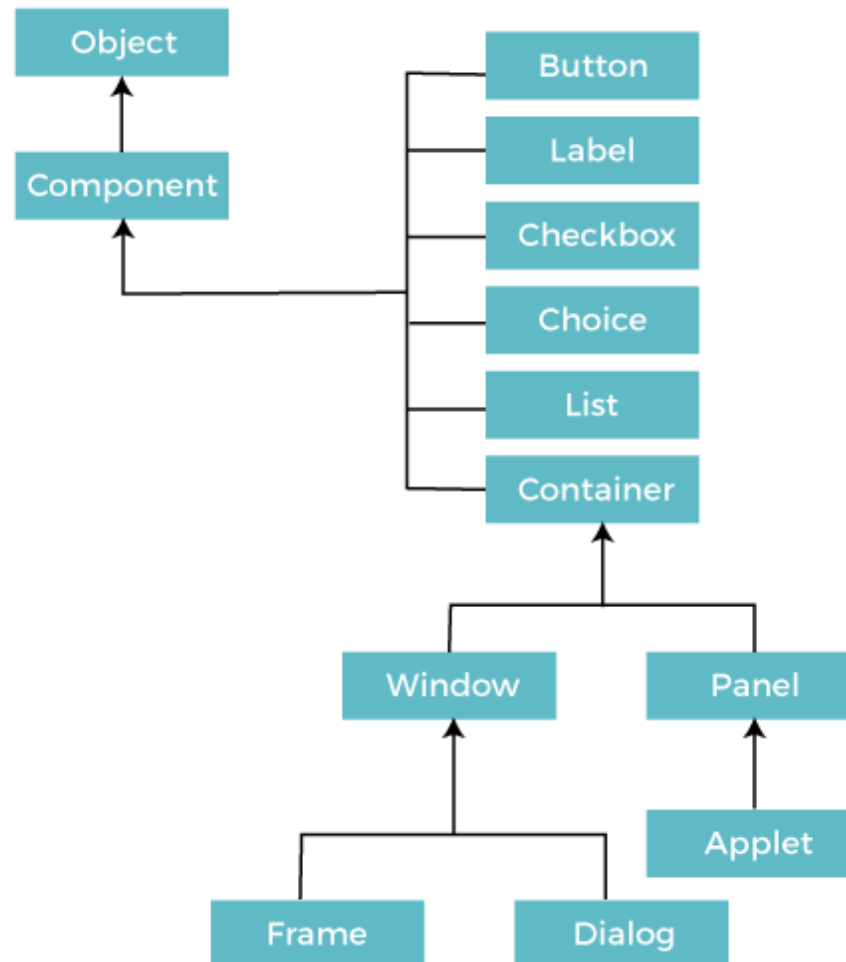 Object
Component
Button
Label
Checkbox
Choice
List
Container
Window
Panel
Applet
Frame
Dialog